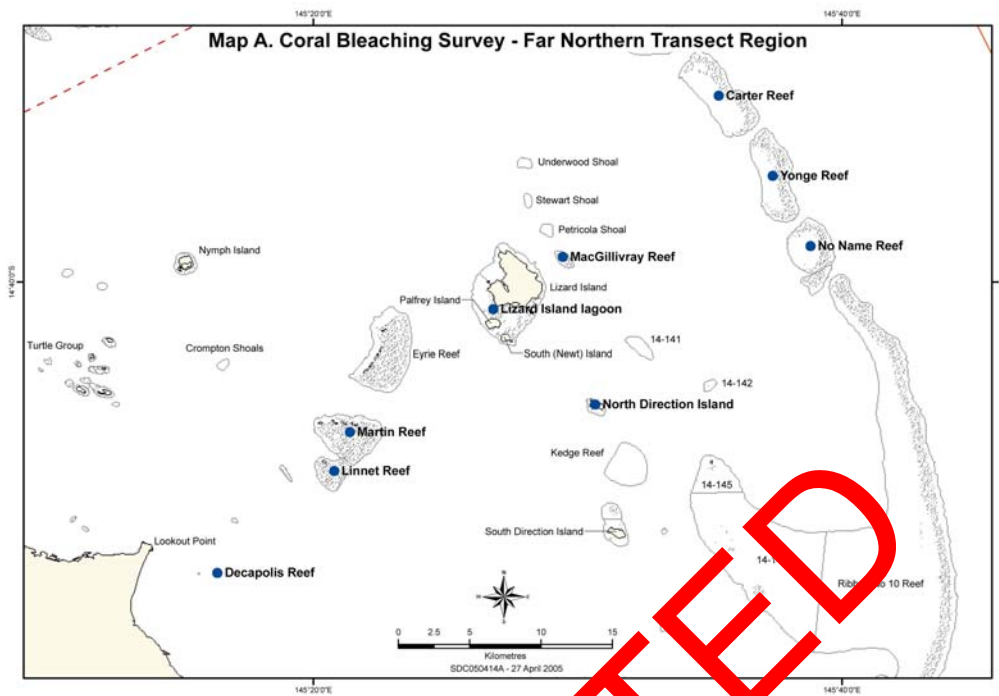 145°20'0"E
145°40'0"E
Map A. Coral Bleaching Survey - Far Northern Transect Region
Carter Reef
Underwood Shoal
Yonge Reef
Stewart Shoal
Petricola Shoal
No Name Reef
Nymph Island
MacGillivray Reef
14°40'0"S
Lizard Island
Palfrey Island
Lizard Island lagoon
Turtle Group
Crompton Shoals
Eyrie Reef
South (Newt) Island
14-141
14-142
North Direction Island
Martin Reef
Kedge Reef
Linnet Reef
14-145
South Direction Island
Lookout Point
Decapolis Reef
10 Reef
N
W
E
S
0 2.5 5 10 15
Kilometres
SDC050414A - 27 April 2005
145°20'0"E
145°40'0"E
TED